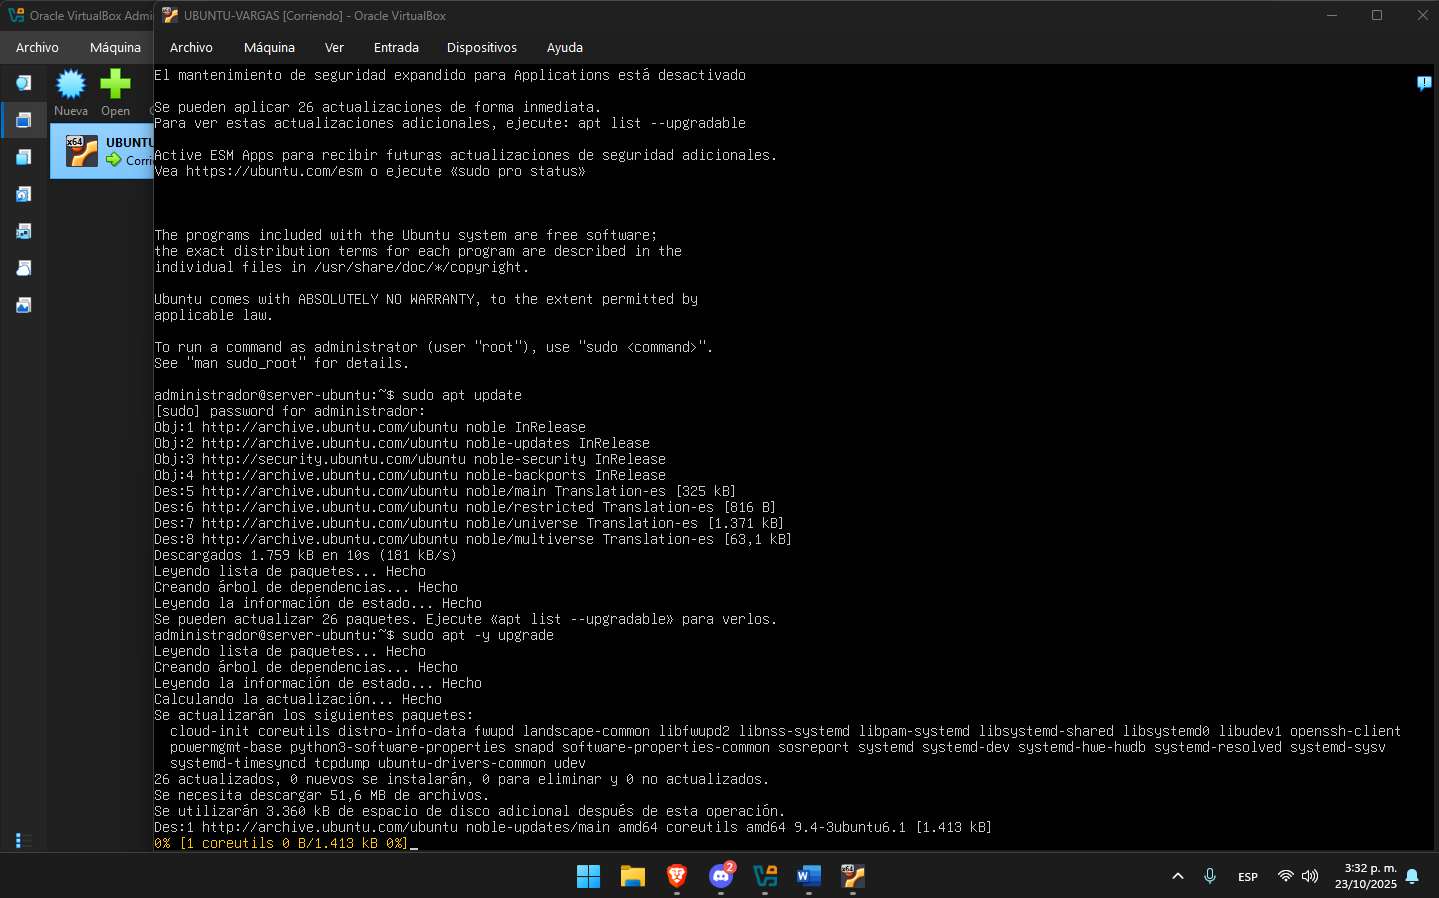 Oracle VirtualBox Admi
UBUNTU-VARGAS [Corriendo] - Oracle VirtualBox
Archivo Máquina
Archivo Máquina Ver Entrada Dispositivos Ayuda
Nueva Open
x64 UBUNTU
Corri
El mantenimiento de seguridad expandido para Applications está desactivado
Se pueden aplicar 26 actualizaciones de forma inmediata.
Para ver estas actualizaciones adicionales, ejecute: apt list --upgradable
Active ESM Apps para recibir futuras actualizaciones de seguridad adicionales.
Vea https://ubuntu.com/esm o ejecute «sudo pro status»
The programs included with the Ubuntu system are free software;
the exact distribution terms for each program are described in the
individual files in /usr/share/doc/*/copyright.
Ubuntu comes with ABSOLUTELY NO WARRANTY, to the extent permitted by
applicable law.
To run a command as administrator (user "root"), use "sudo <command>".
See "man sudo_root" for details.
administrador@server-ubuntu:~$ sudo apt update
[sudo] password for administrador:
Obj:1 http://archive.ubuntu.com/ubuntu noble InRelease
Obj:2 http://archive.ubuntu.com/ubuntu noble-updates InRelease
Obj:3 http://security.ubuntu.com/ubuntu noble-security InRelease
Obj:4 http://archive.ubuntu.com/ubuntu noble-backports InRelease
Des:5 http://archive.ubuntu.com/ubuntu noble/main Translation-es [325 kB]
Des:6 http://archive.ubuntu.com/ubuntu noble/restricted Translation-es [816 B]
Des:7 http://archive.ubuntu.com/ubuntu noble/universe Translation-es [1.371 kB]
Des:8 http://archive.ubuntu.com/ubuntu noble/multiverse Translation-es [63,1 kB]
Descargados 1.759 kB en 10s (181 kB/s)
Leyendo lista de paquetes... Hecho
Creando árbol de dependencias... Hecho
Leyendo la información de estado... Hecho
Se pueden actualizar 26 paquetes. Ejecute «apt list --upgradable» para verlos.
administrador@server-ubuntu:~$ sudo apt -y upgrade
Leyendo lista de paquetes... Hecho
Creando árbol de dependencias... Hecho
Leyendo la información de estado... Hecho
Calculando la actualización... Hecho
Se actualizarán los siguientes paquetes:
cloud-init coreutils distro-info-data fwupd landscape-common libfwupd2 libnss-systemd libpam-systemd libsystemd-shared libsystemd0 libudev1 openssh-client
powermgmt-base python3-software-properties snapd software-properties-common sosreport systemd systemd-dev systemd-hwe-hwdb systemd-resolved systemd-sysv
systemd-timesyncd tcpdump ubuntu-drivers-common udev
26 actualizados, 0 nuevos se instalarán, 0 para eliminar y 0 no actualizados.
Se necesita descargar 51,6 MB de archivos.
Se utilizarán 3.360 kB de espacio de disco adicional después de esta operación.
Des:1 http://archive.ubuntu.com/ubuntu noble-updates/main amd64 coreutils amd64 9.4-3ubuntu6.1 [1.413 kB]
0% [1 coreutils 0 B/1.413 kB 0%]
2
W
x64
ESP
3:32 p. m.
23/10/2025